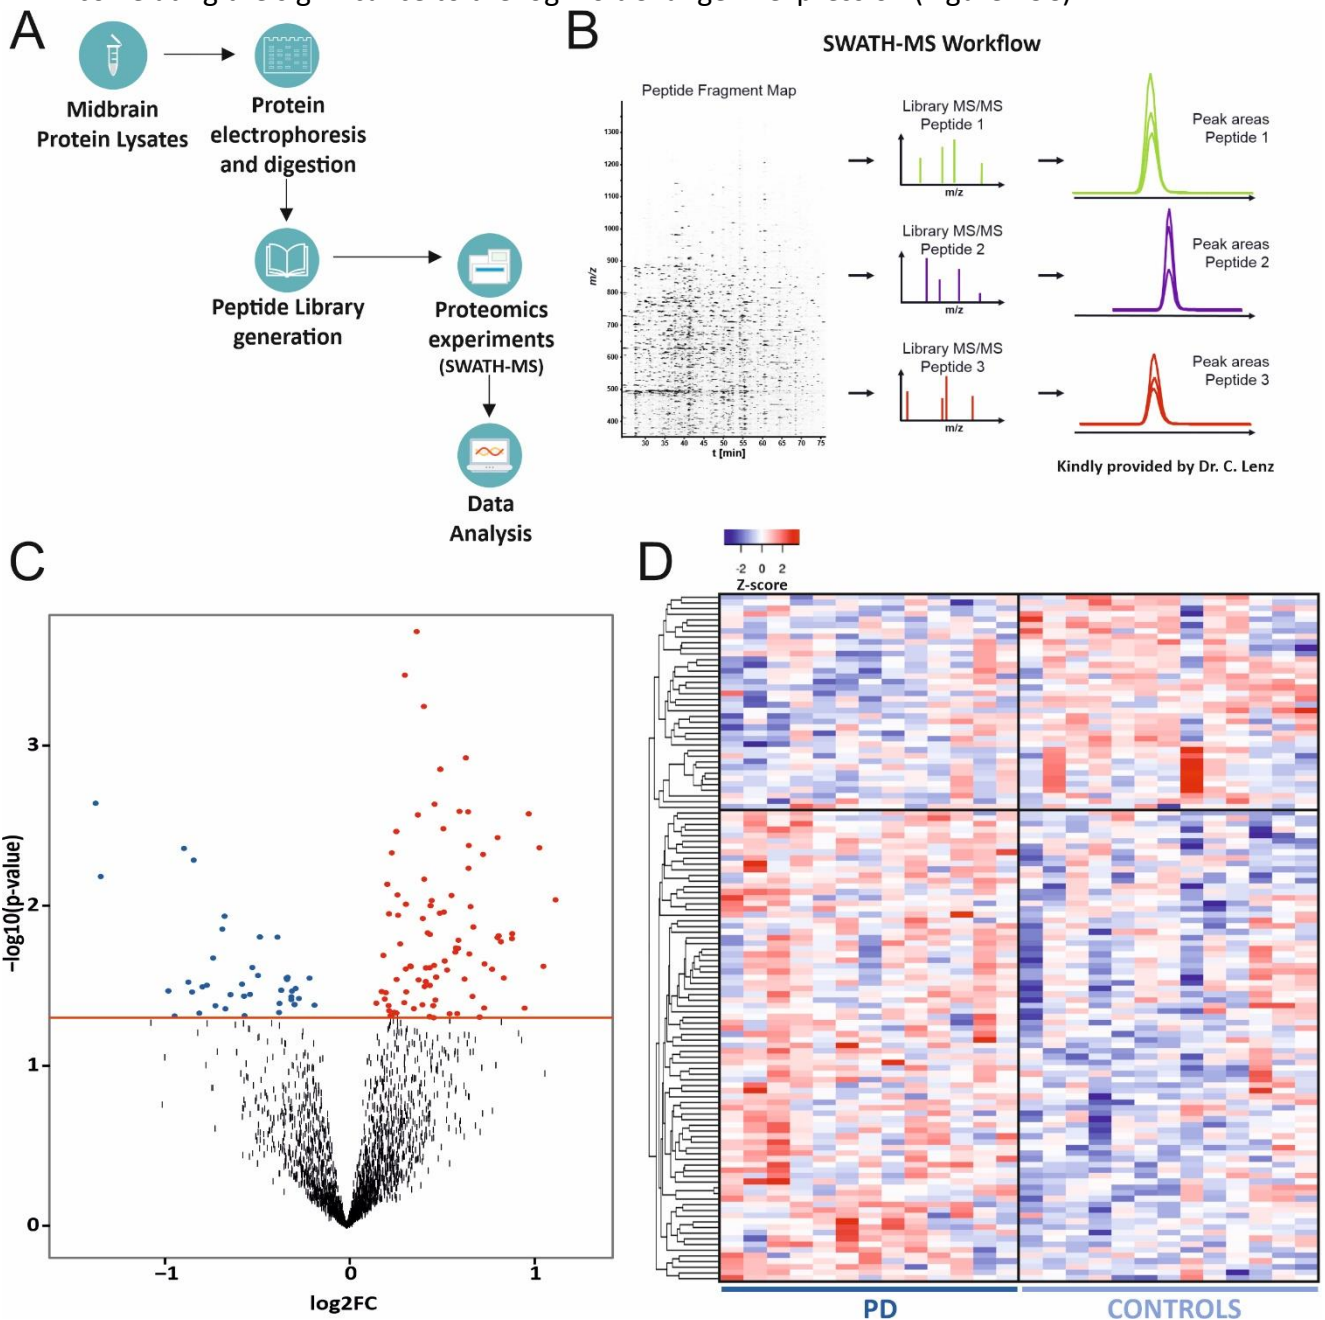 A
Midbrain
Protein Lysates
Protein
electrophoresis
and digestion
Peptide Library
generation
Proteomics
experiments
(SWATH-MS)
Data
Analysis
B
SWATH-MS Workflow
Peptide Fragment Map
m/z
1300
1200
1100
1000
900
800
700
600
500
400
30 35 40 45 50 55 60 65 70 75
t [min]
Library MS/MS
Peptide 1
m/z
Peak areas
Peptide 1
Library MS/MS
Peptide 2
m/z
Peak areas
Peptide 2
Library MS/MS
Peptide 3
m/z
Peak areas
Peptide 3
Kindly provided by Dr. C. Lenz
C
−log10(p-value)
3
2
1
0
−1 0 1
log2FC
D
-2 0 2
Z-score
PD
CONTROLS